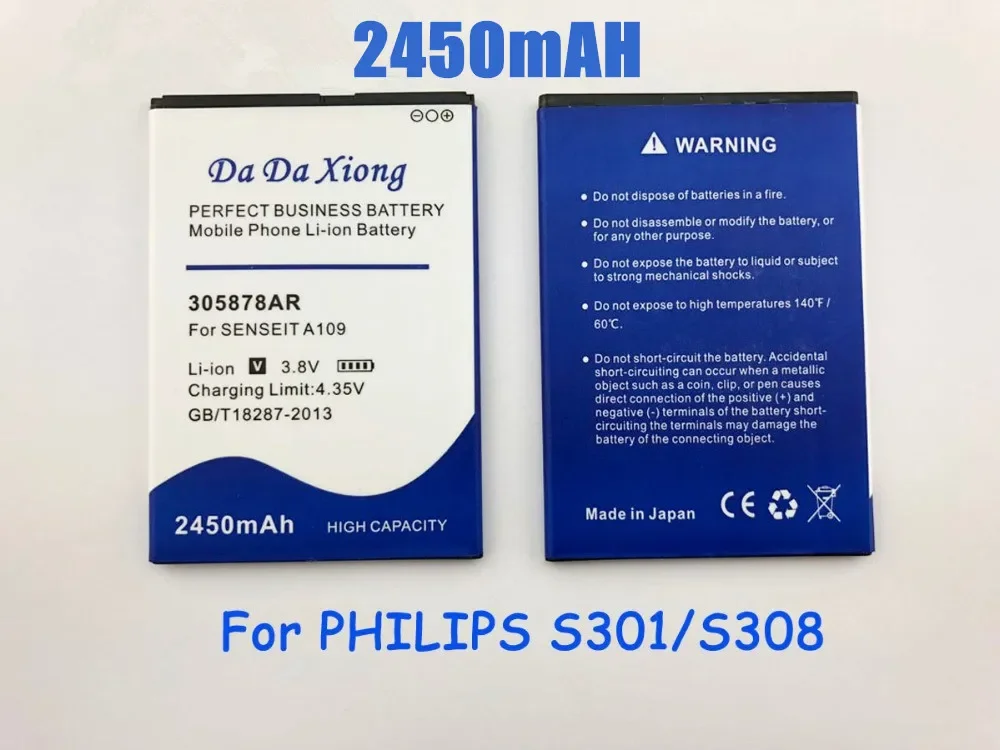 2450mAH
Da Da Xiong
PERFECT BUSINESS BATTERY
Mobile Phone Li-ion Battery
305878AR
For SENSEIT A109
Li-ion V 3.8V
Charging Limit:4.35V
GB/T18287-2013
2450mAh HIGH CAPACITY
WARNING
• Do not dispose of batteries in a fire.
• Do not disassemble or modify the battery, or
for any other purpose.
• Do not expose the battery to liquid or subject
to strong mechanical shocks.
• Do not expose to high temperatures 140℉/
60℃.
• Do not short-circuit the battery. Accidental
short-circuiting can occur when a metallic
object such as a coin, clip, or pen causes
direct connection of the positive (+) and
negative (-) terminals of the battery short-
circuiting the terminals may damage the
battery of the connecting object.
Made in Japan CE
For PHILIPS S301/S308